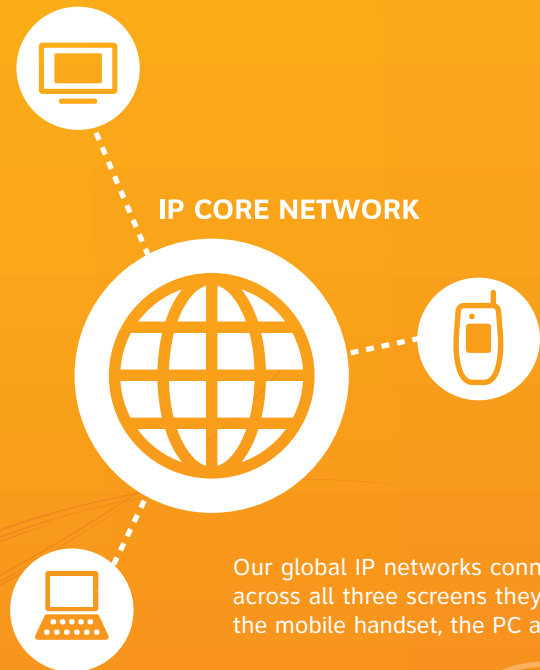 IP CORE NETWORK
Our global IP networks conn
across all three screens they
the mobile handset, the PC a